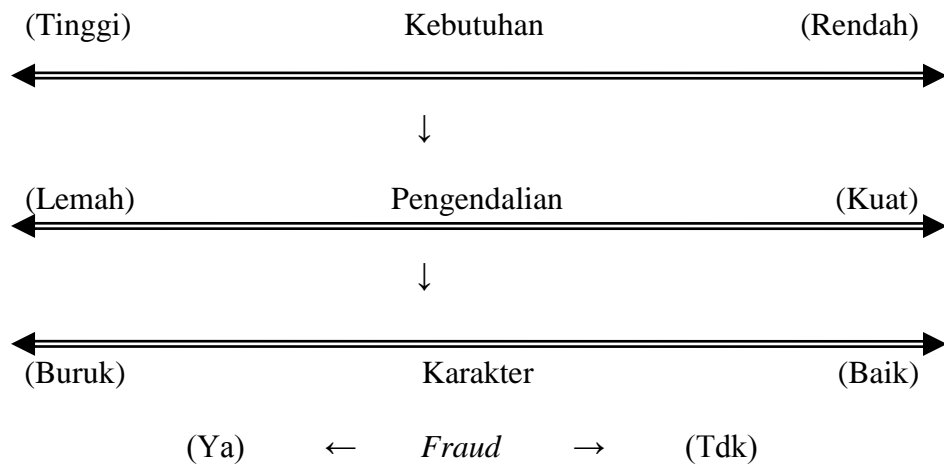 (Tinggi) Kebutuhan (Rendah)
↓
(Lemah) Pengendalian (Kuat)
↓
(Buruk) Karakter (Baik)
(Ya) ← Fraud → (Tdk)